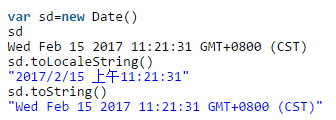 var sd=new Date()
sd
Wed Feb 15 2017 11:21:31 GMT+0800 (CST)
sd.toLocaleString()
"2017/2/15 上午11:21:31"
sd.toString()
"Wed Feb 15 2017 11:21:31 GMT+0800 (CST)"